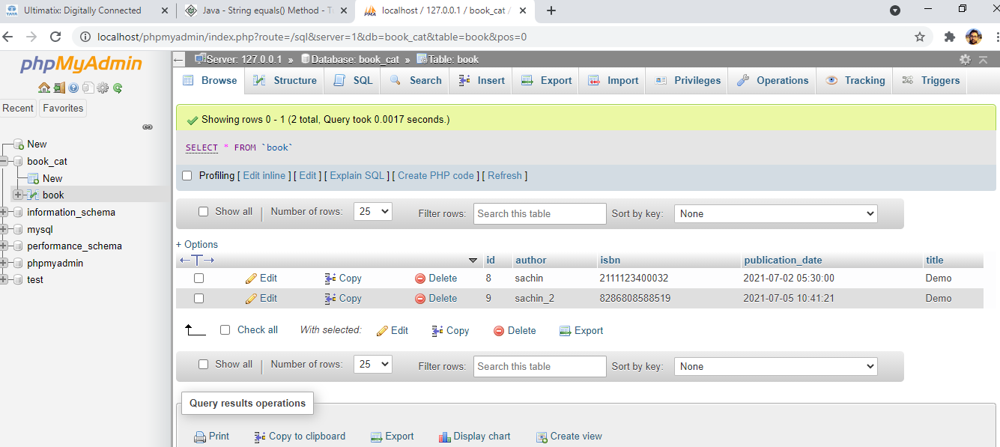 Ultimatix: Digitally Connected
Java - String equals() Method - T
localhost / 127.0.0.1 / book_cat /
localhost/phpmyadmin/index.php?route=/sql&server=1&db=book_cat&table=book&pos=0
phpMyAdmin
Recent Favorites
New
book_cat
New
book
information_schema
mysql
performance_schema
phpmyadmin
test
Server: 127.0.0.1 » Database: book_cat » Table: book
Browse Structure SQL Search Insert Export Import Privileges Operations Tracking Triggers
Showing rows 0 - 1 (2 total, Query took 0.0017 seconds.)
SELECT * FROM `book`
Profiling [ Edit inline ] [ Edit ] [ Explain SQL ] [ Create PHP code ] [ Refresh ]
Show all | Number of rows: 25 Filter rows: Search this table Sort by key: None
+ Options
←T→ id author isbn publication_date title
Edit Copy Delete 8 sachin 2111123400032 2021-07-02 05:30:00 Demo
Edit Copy Delete 9 sachin_2 8286808588519 2021-07-05 10:41:21 Demo
Check all With selected: Edit Copy Delete Export
Show all | Number of rows: 25 Filter rows: Search this table Sort by key: None
Query results operations
Print Copy to clipboard Export Display chart Create view